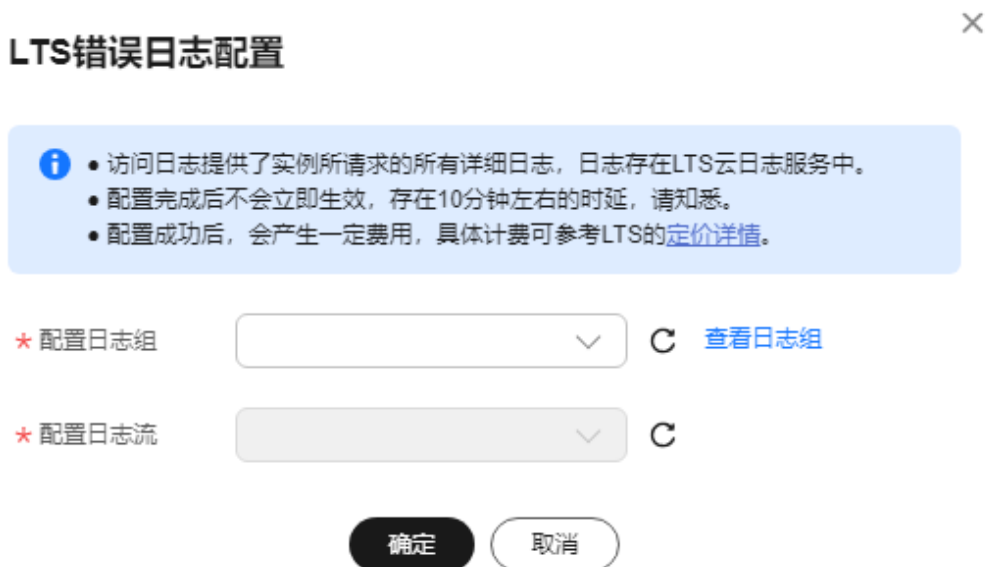 LTS错误日志配置
● 访问日志提供了实例所请求的所有详细日志，日志存在LTS云日志服务中。
● 配置完成后不会立即生效，存在10分钟左右的时延，请知悉。
● 配置成功后，会产生一定费用，具体计费可参考LTS的定价详情。
* 配置日志组 查看日志组
* 配置日志流
确定 取消